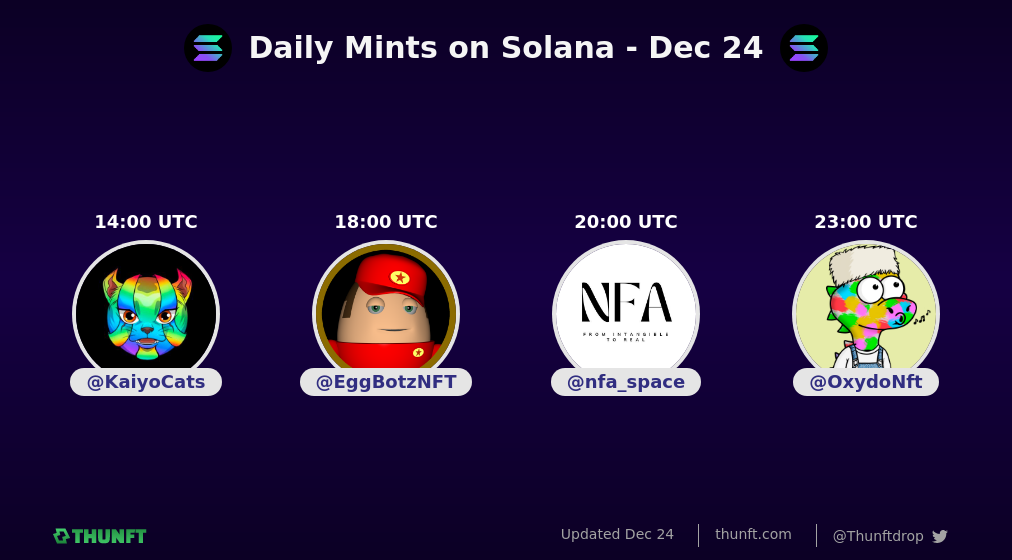 Daily Mints on Solana - Dec 24
14:00 UTC
18:00 UTC
20:00 UTC
23:00 UTC
NFA
FROM INTANGIBLE
TO REAL
@KaiyoCats
@EggBotzNFT
@nfa_space
@OxydoNft
THUNFT
Updated Dec 24
thunft.com
@Thunftdrop